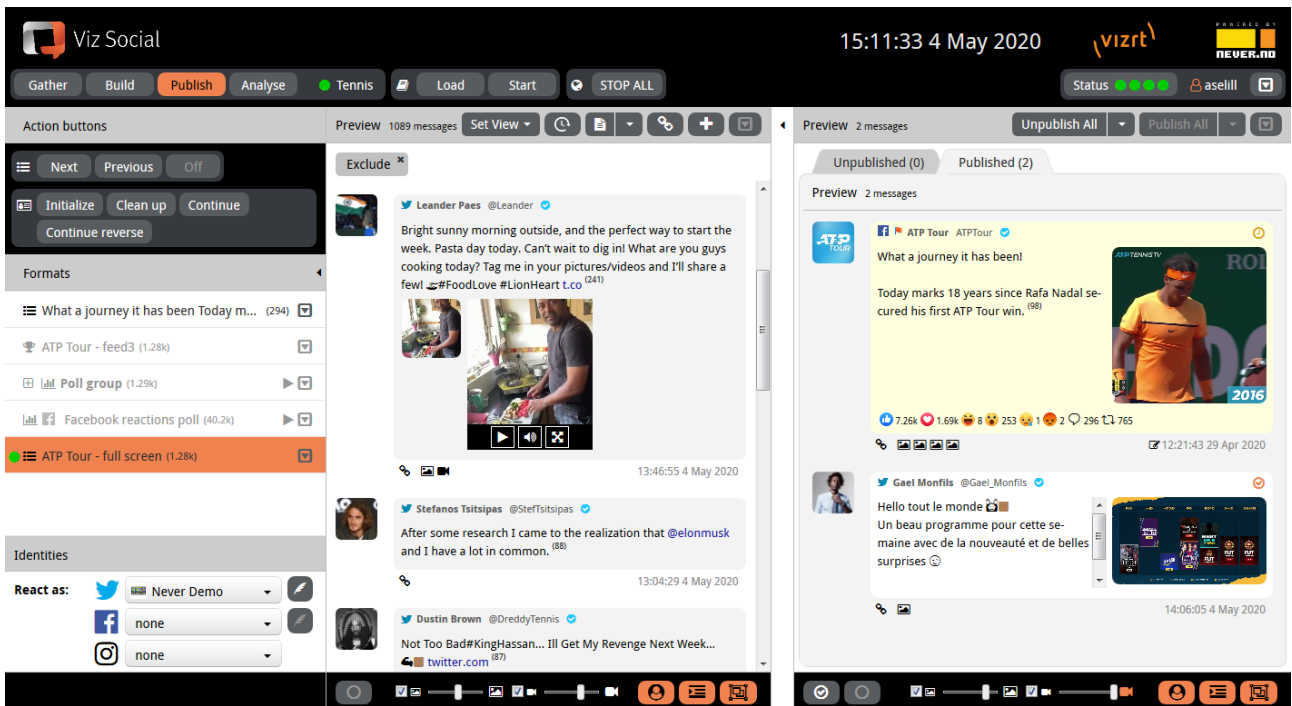 Viz Social
15:11:33 4 May 2020
vizrt
POWERED BY
never.no
Gather Build Publish Analyse Tennis Load Start STOP ALL
Status aselill
Action buttons
Next Previous Off
Initialize Clean up Continue
Continue reverse
Formats
What a journey it has been Today m... (294)
ATP Tour - feed3 (1.28k)
Poll group (1.29k)
Facebook reactions poll (40.2k)
ATP Tour - full screen (1.28k)
Identities
React as: Never Demo
none
none
Preview 1089 messages Set View
Exclude
Leander Paes @Leander
Bright sunny morning outside, and the perfect way to start the
week. Pasta day today. Can't wait to dig in! What are you guys
cooking today? Tag me in your pictures/videos and I'll share a
few! #FoodLove #LionHeart t.co (241)
13:46:55 4 May 2020
Stefanos Tsitsipas @StefTsitsipas
After some research I came to the realization that @elonmusk
and I have a lot in common. (88)
13:04:29 4 May 2020
Dustin Brown @DreddyTennis
Not Too Bad#KingHassan... Ill Get My Revenge Next Week...
twitter.com (87)
Preview 2 messages Unpublish All Publish All
Unpublished (0) Published (2)
Preview 2 messages
ATP TOUR
ATP Tour ATPTour
What a journey it has been!
Today marks 18 years since Rafa Nadal se-
cured his first ATP Tour win. (98)
ATP TENNISTV
ROI
2016
7.26k 1.69k 8 253 1 2 296 765
12:21:43 29 Apr 2020
Gael Monfils @Gael_Monfils
Hello tout le monde
Un beau programme pour cette se-
maine avec de la nouveauté et de belles
surprises
14:06:05 4 May 2020